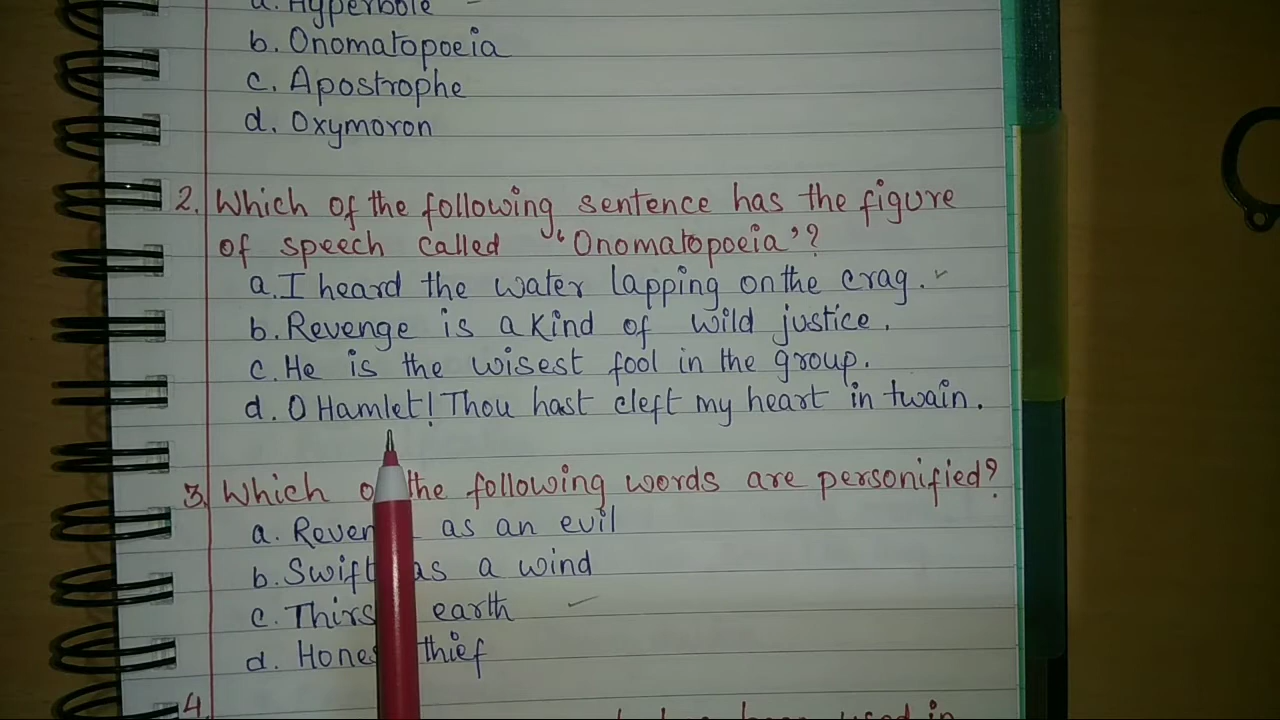 a. Hyperbole
b. Onomatopoeia
c. Apostrophe
d. Oxymoron
2. Which of the following sentence has the figure
of speech called 'Onomatopoeia'?
a. I heard the water lapping on the crag.
b. Revenge is a kind of wild justice.
c. He is the wisest fool in the group.
d. O Hamlet! Thou hast cleft my heart in twain.
3. Which the following words are personified?
a. as an evil
b. Swift as a wind
c. earth
d. thief
4.